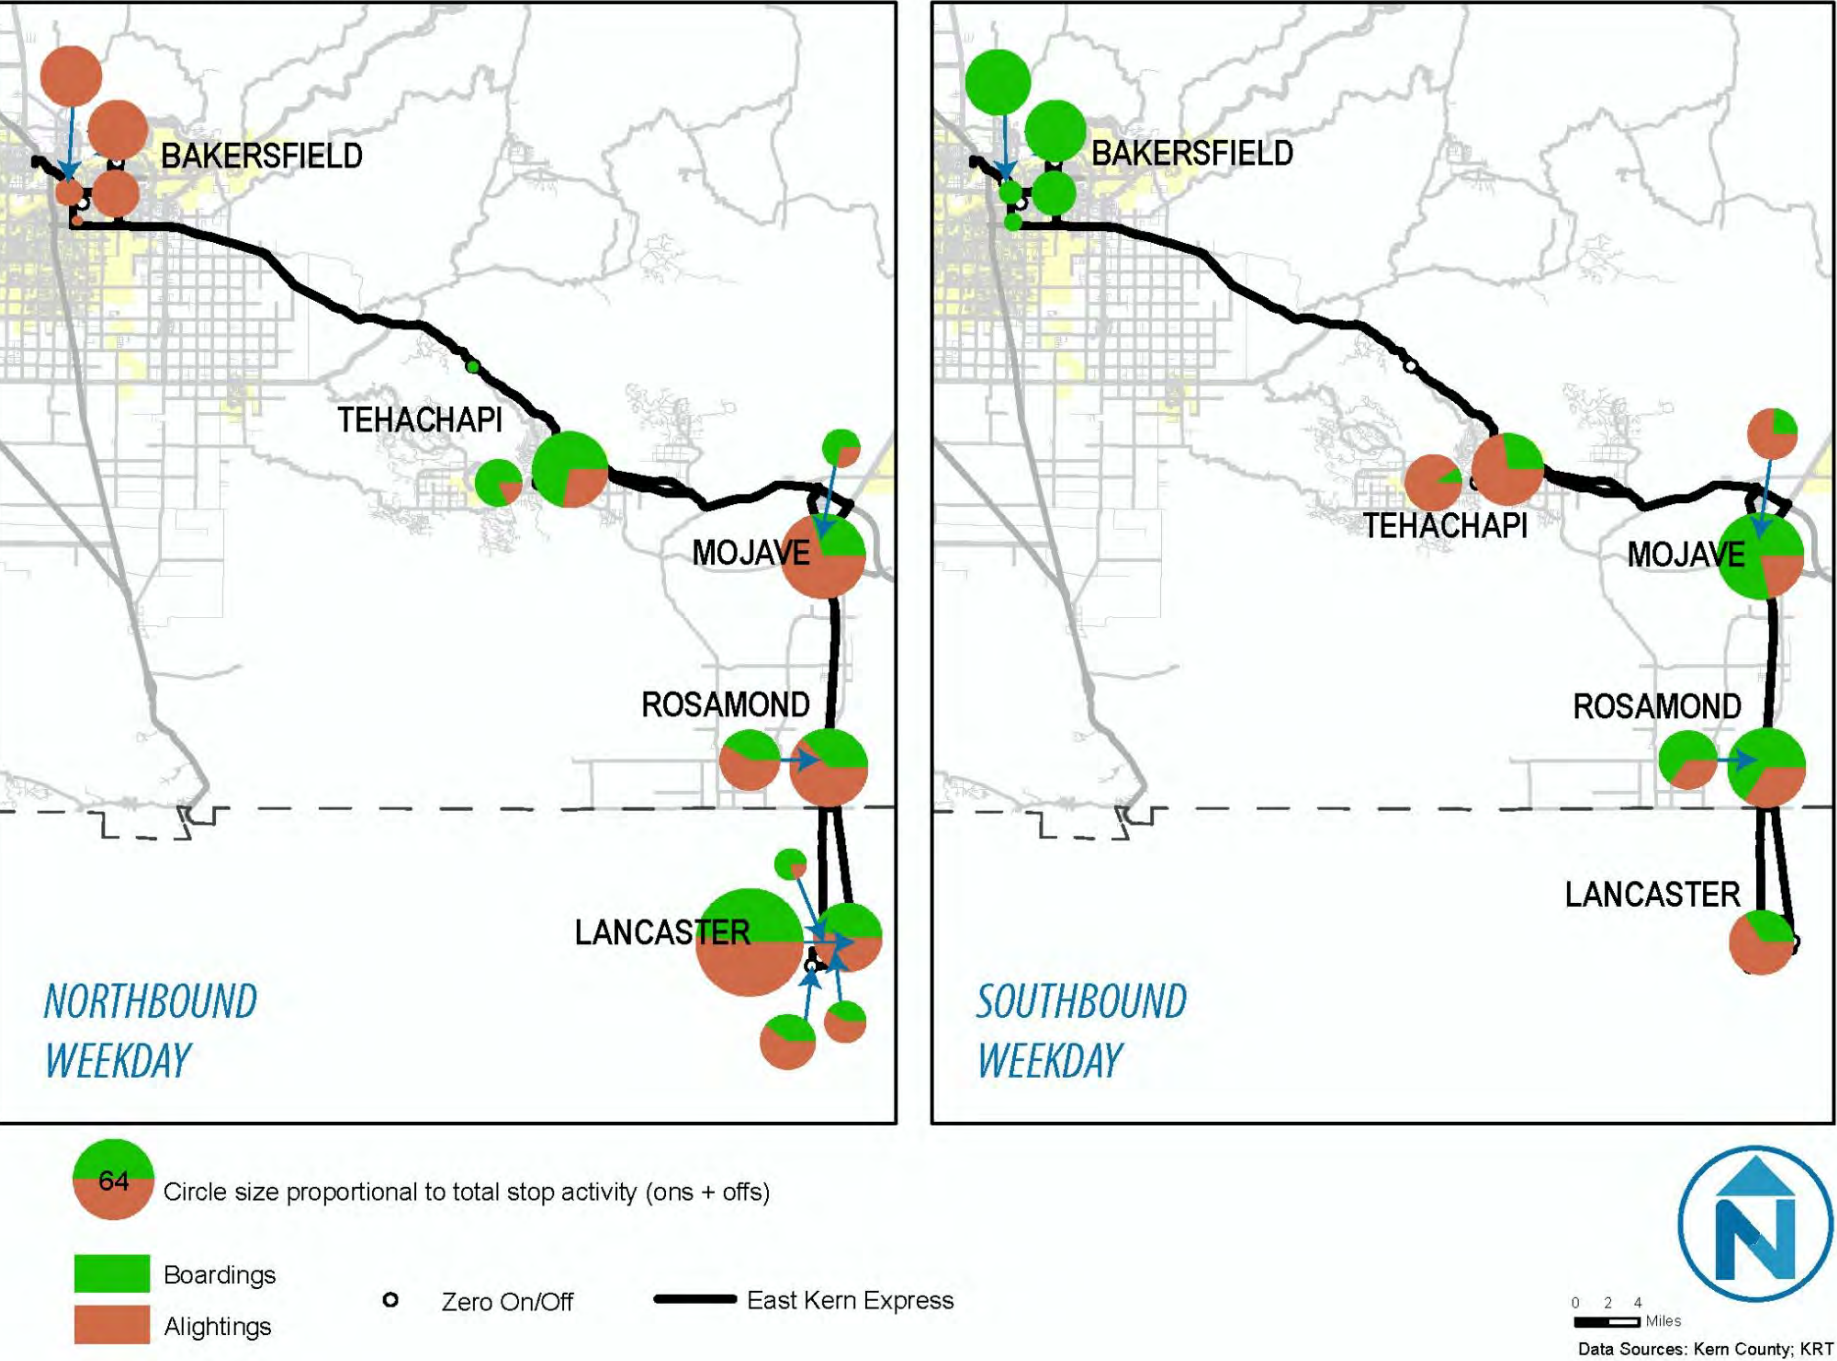 BAKERSFIELD
TEHACHAPI
MOJAVE
ROSAMOND
LANCASTER
NORTHBOUND
WEEKDAY
BAKERSFIELD
TEHACHAPI
MOJAVE
ROSAMOND
LANCASTER
SOUTHBOUND
WEEKDAY
64
Circle size proportional to total stop activity (ons + offs)
Boardings
Alightings
Zero On/Off
East Kern Express
N
0 2 4
Miles
Data Sources: Kern County; KRT